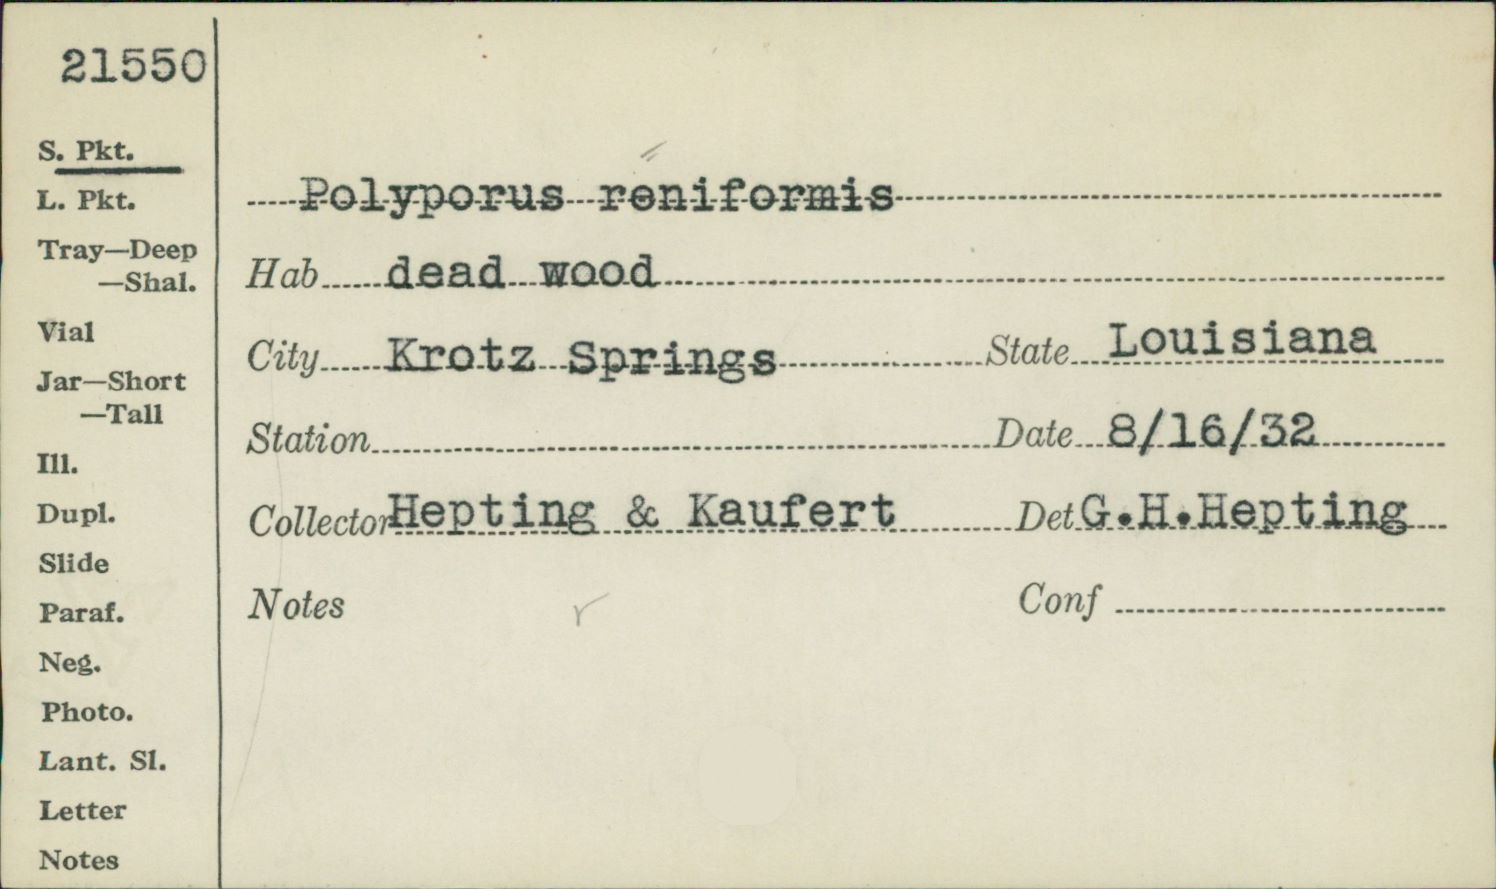 21550
S. Pkt.
L. Pkt.
Tray—Deep
—Shal.
Vial
Jar—Short
—Tall
Ill.
Dupl.
Slide
Paraf.
Neg.
Photo.
Lant. Sl.
Letter
Notes
Polyporus reniformis
Hab dead wood
City Krotz Springs State Louisiana
Station Date 8/16/32
Collector Hepting & Kaufert Det G.H.Hepting
Notes r Conf